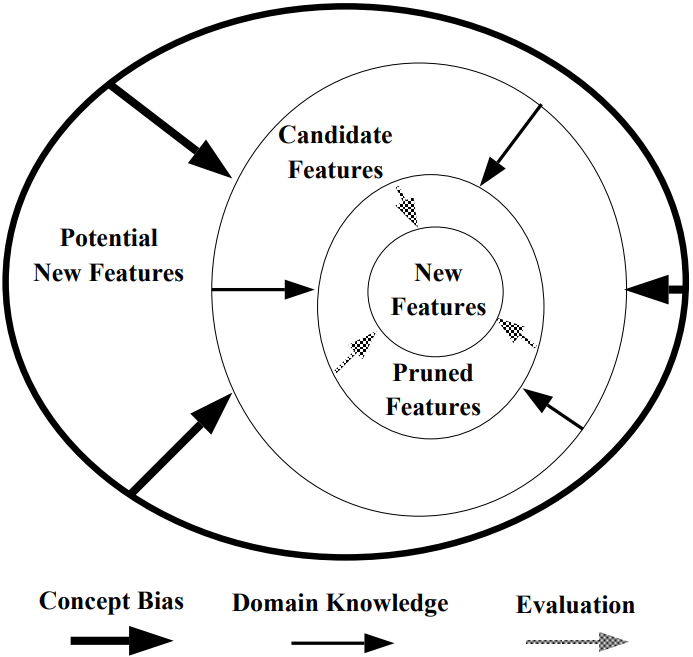 Candidate
Features
Potential
New Features
New
Features
Pruned
Features
Concept Bias
Domain Knowledge
Evaluation